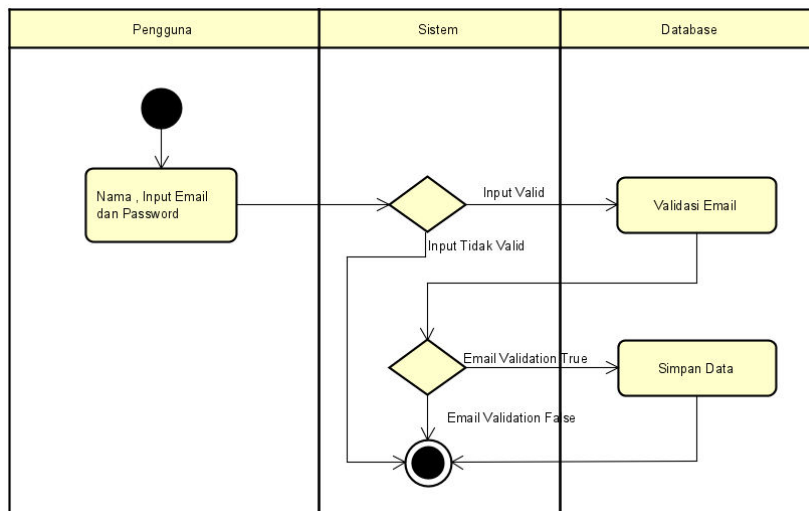 Pengguna
Sistem
Database
Nama , Input Email
dan Password
Input Valid
Validasi Email
Input Tidak Valid
Email Validation True
Simpan Data
Email Validation False